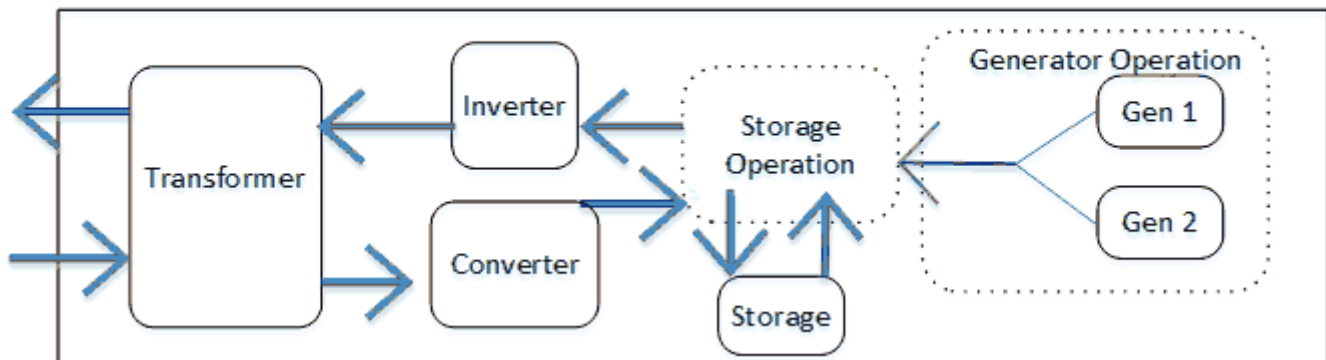 Generator Operation
Inverter
Gen 1
Storage
Operation
Transformer
Gen 2
Converter
Storage